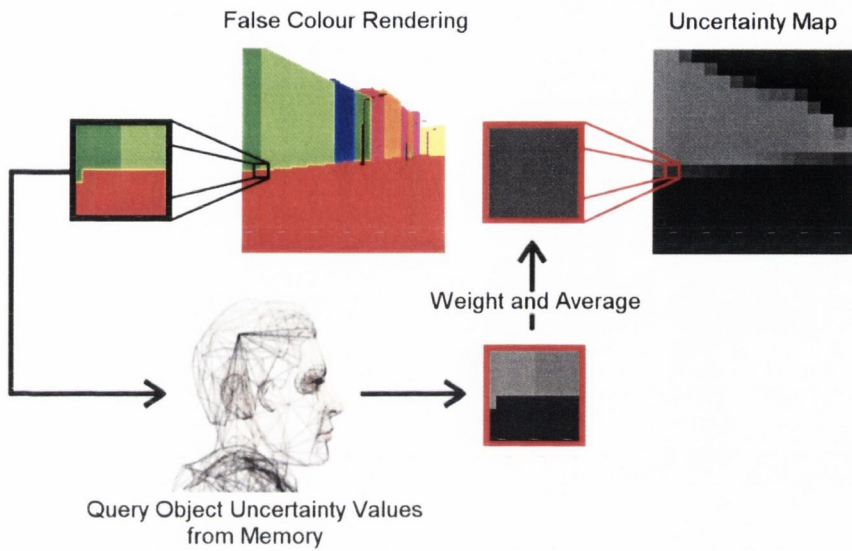 False Colour Rendering
Uncertainty Map
Weight and Average
Query Object Uncertainty Values
from Memory